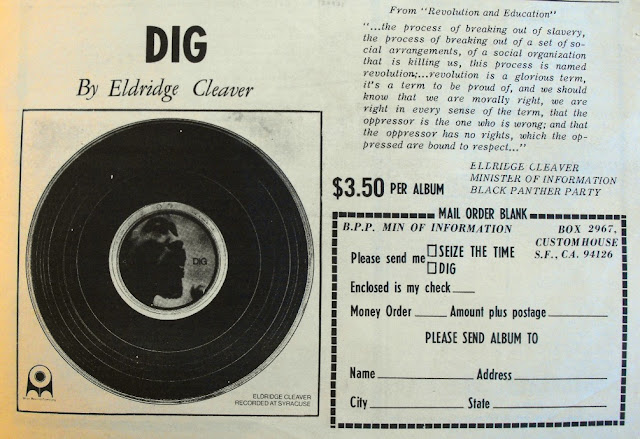 DIG
By Eldridge Cleaver
DIG
ELDRIDGE CLEAVER
RECORDED AT SYRACUSE
From "Revolution and Education"
"...the process of breaking out of slavery,
the process of breaking out of a set of so-
cial arrangements, of a social organization
that is killing us, this process is named
revolution;...revolution is a glorious term,
it's a term to be proud of, and we should
know that we are morally right, we are
right in every sense of the term, that the
oppressor is the one who is wrong; and that
the oppressor has no rights, which the op-
pressed are bound to respect..."
ELLDRIDGE CLEAVER
MINISTER OF INFORMATION
BLACK PANTHER PARTY
$3.50 PER ALBUM
MAIL ORDER BLANK
B.P.P. MIN OF INFORMATION
BOX 2967,
CUSTOMHOUSE
S.F., CA. 94126
Please send me SEIZE THE TIME
DIG
Enclosed is my check
Money Order Amount plus postage
PLEASE SEND ALBUM TO
Name Address
City State